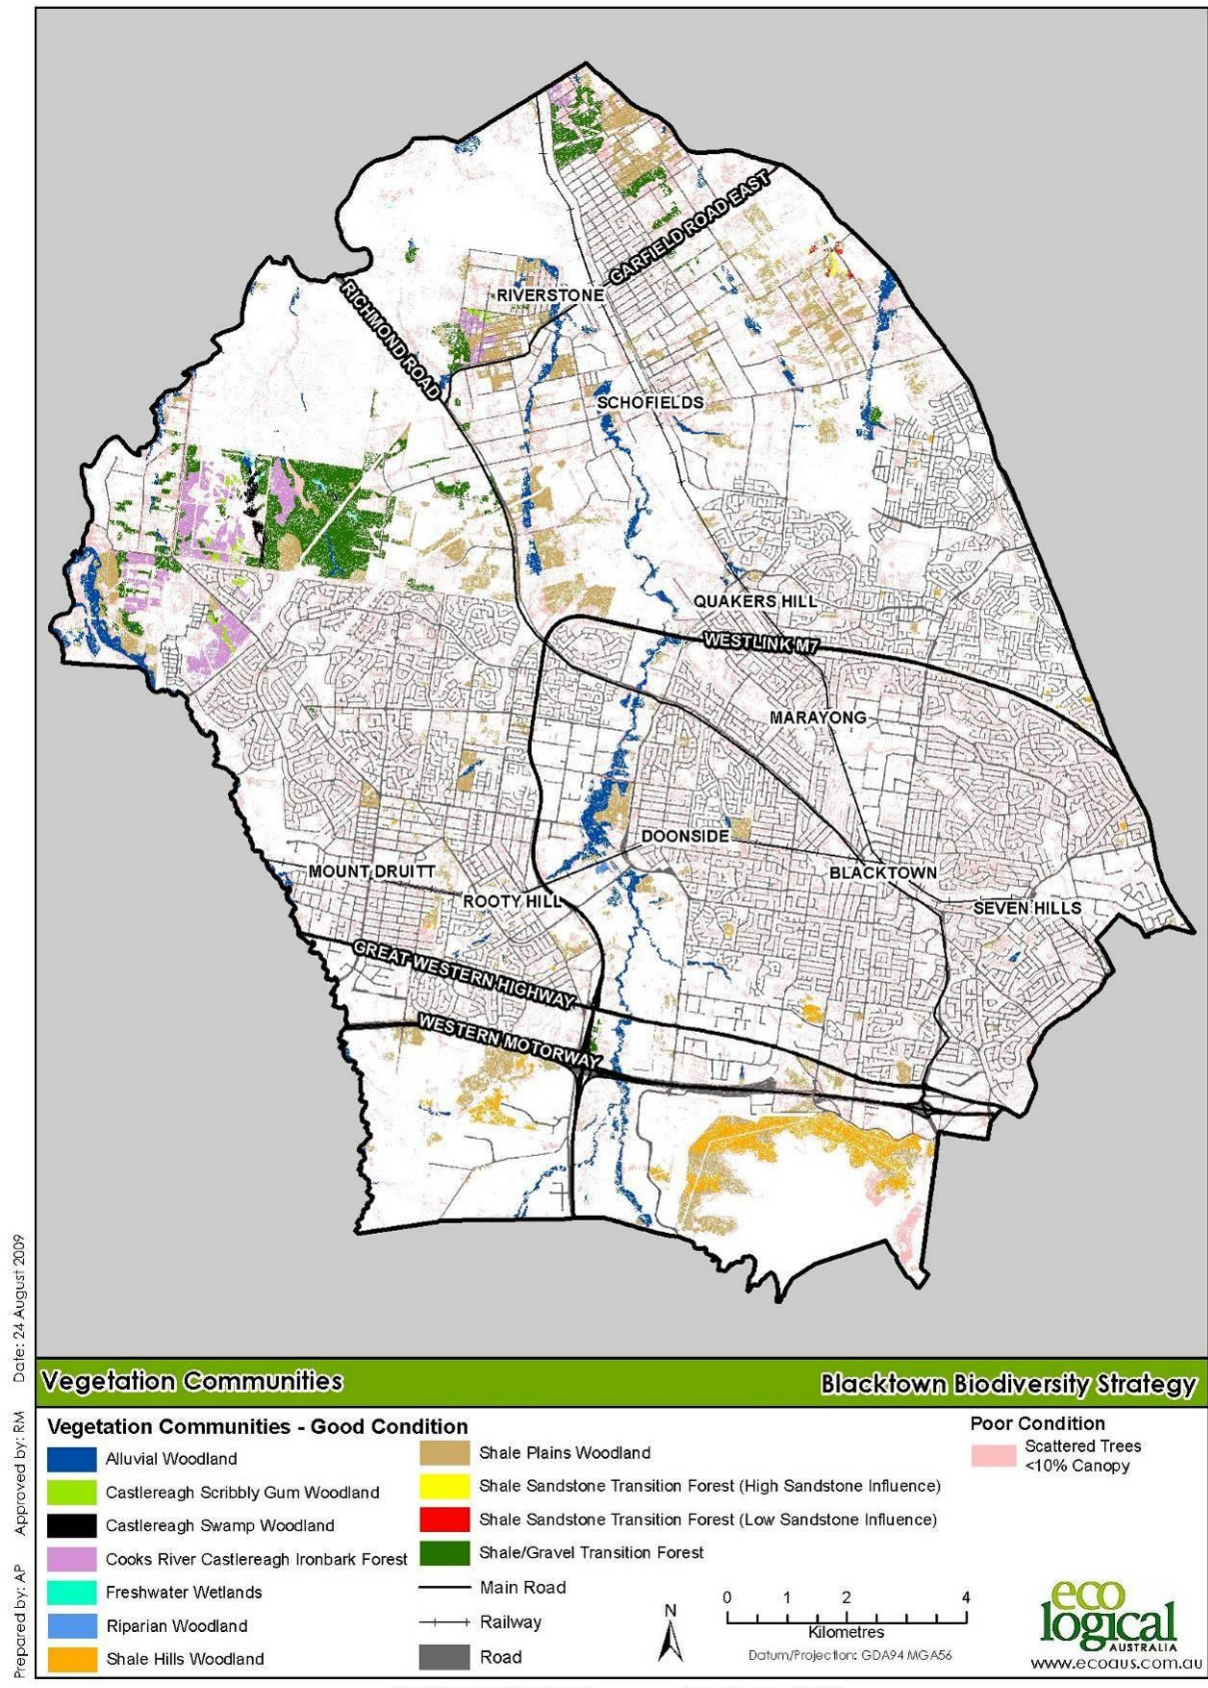 GARFIELD ROAD EAST
RIVERSTONE
RICHMOND ROAD
SCHOFIELDS
QUAKERS HILL
WESTLINK M7
MARAYONG
DOONSIDE
MOUNT DRUITT
BLACKTOWN
ROOTY HILL
SEVEN HILLS
GREAT WESTERN HIGHWAY
WESTERN MOTORWAY
Prepared by: AP Approved by: RM Date: 24 August 2009
Vegetation Communities
Blacktown Biodiversity Strategy
Vegetation Communities - Good Condition
Alluvial Woodland
Castlereagh Scribbly Gum Woodland
Castlereagh Swamp Woodland
Cooks River Castlereagh Ironbark Forest
Freshwater Wetlands
Riparian Woodland
Shale Hills Woodland
Shale Plains Woodland
Shale Sandstone Transition Forest (High Sandstone Influence)
Shale Sandstone Transition Forest (Low Sandstone Influence)
Shale/Gravel Transition Forest
Main Road
Railway
Road
Poor Condition
Scattered Trees
<10% Canopy
N
0 1 2 4
Kilometres
Datum/Projection: GDA94 MGA56
eco
logical
AUSTRALIA
www.ecoaus.com.au